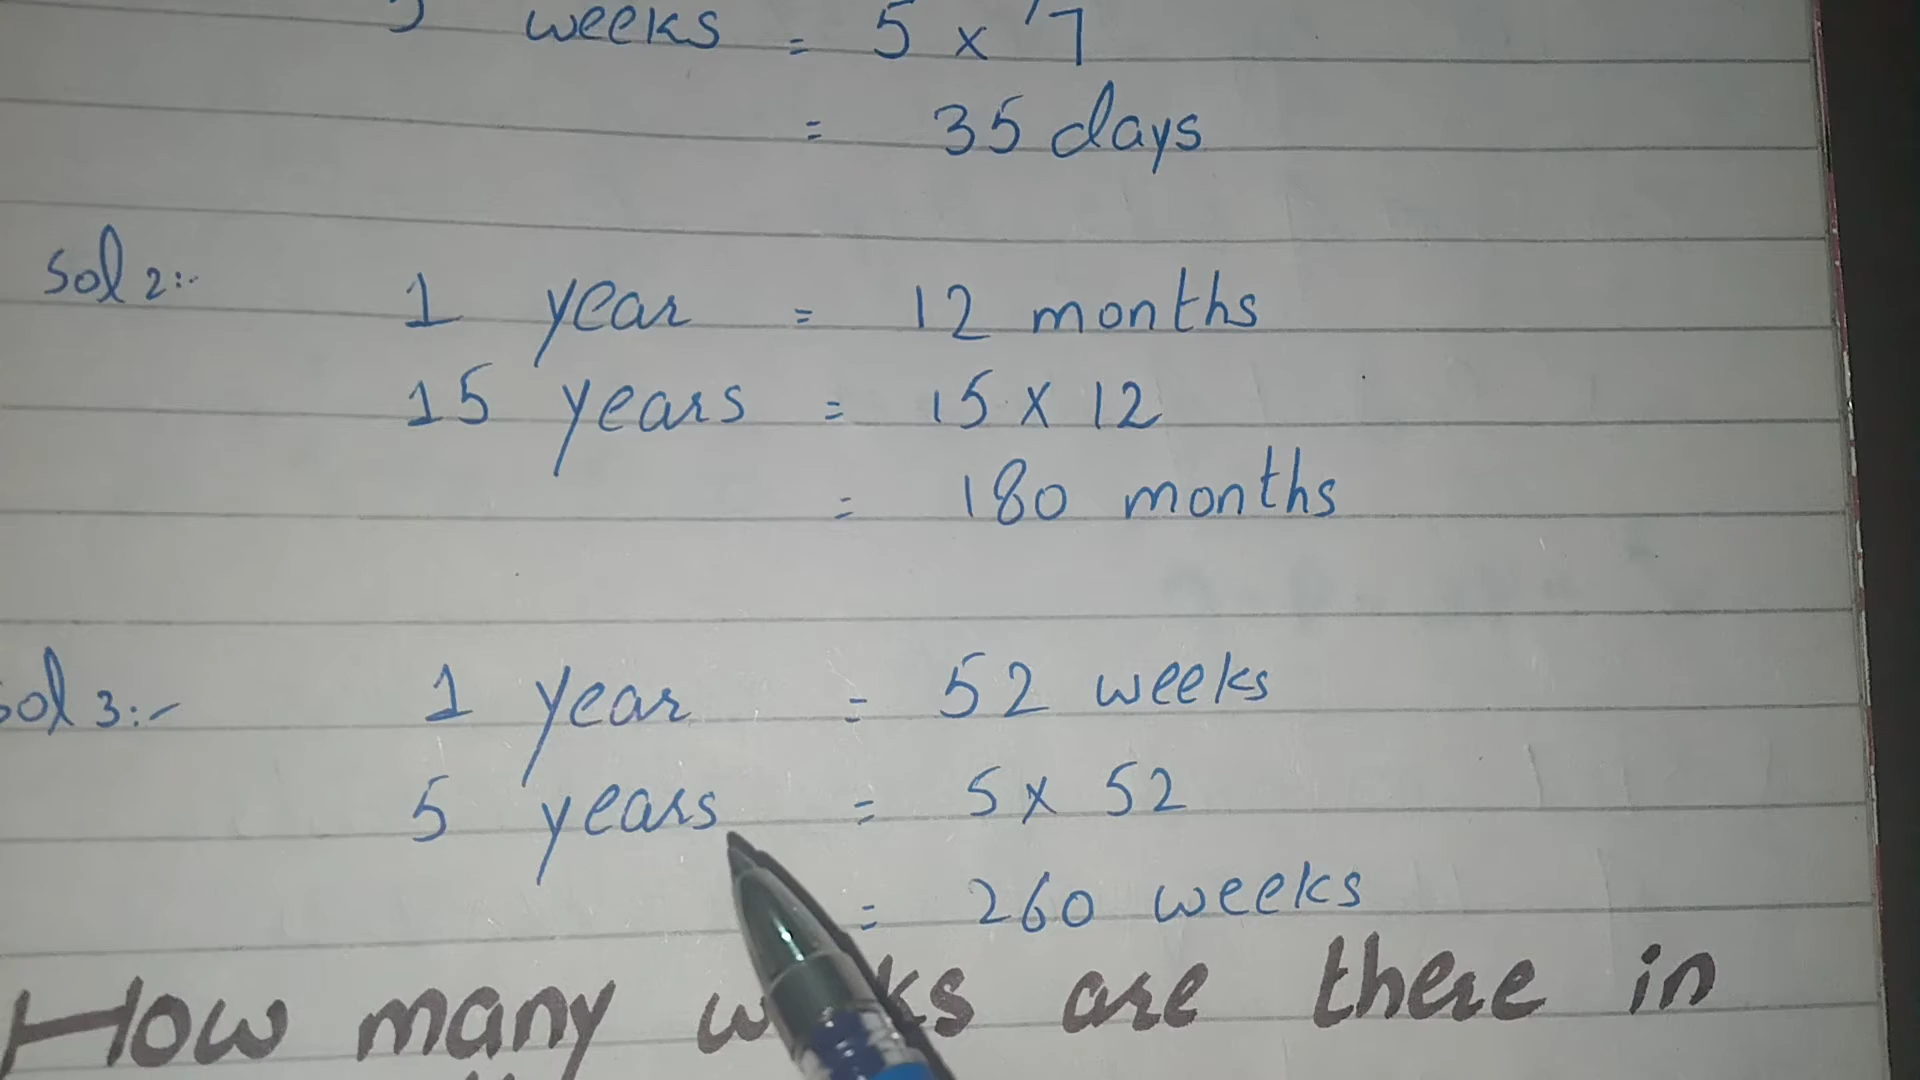 weeks = 5 x 7
= 35 days
Sol 2:- 1 year = 12 months
15 years = 15 x 12
= 180 months
Sol 3:- 1 year = 52 weeks
5 years = 5 x 52
= 260 weeks
How many are there in